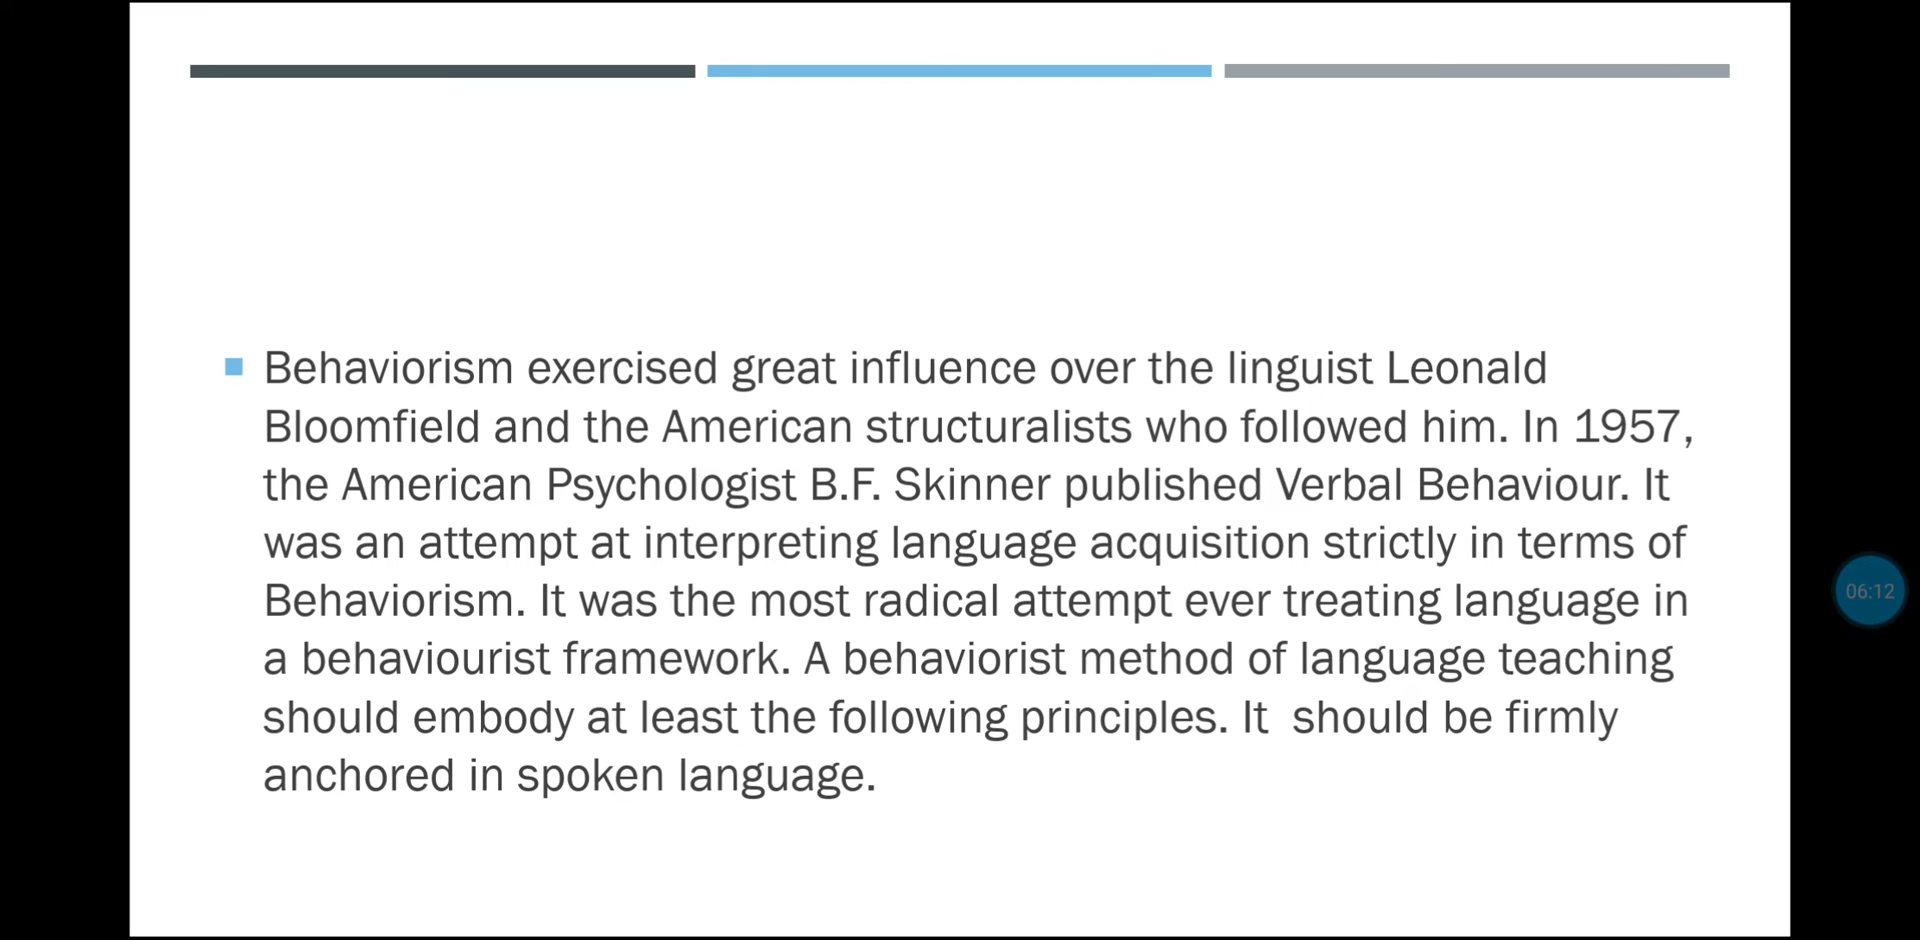 Behaviorism exercised great influence over the linguist Leonald
Bloomfield and the American structuralists who followed him. In 1957,
the American Psychologist B.F. Skinner published Verbal Behaviour. It
was an attempt at interpreting language acquisition strictly in terms of
Behaviorism. It was the most radical attempt ever treating language in
a behaviourist framework. A behaviorist method of language teaching
should embody at least the following principles. It  should be firmly
anchored in spoken language.
06:12